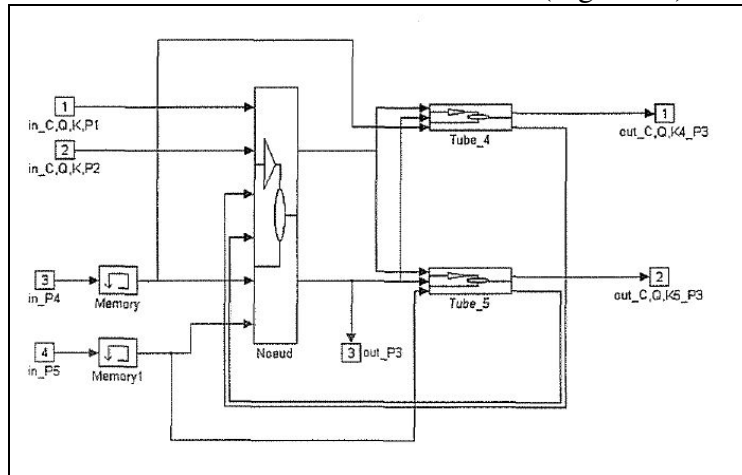 1
in_C,Q,K,P1
2
in_C,Q,K,P2
3
in_P4
Memory
4
in_P5
Memory1
Noeud
Tube_4
1
out_C,Q,K4_P3
Tube_5
2
out_C,Q,K5_P3
3
out_P3